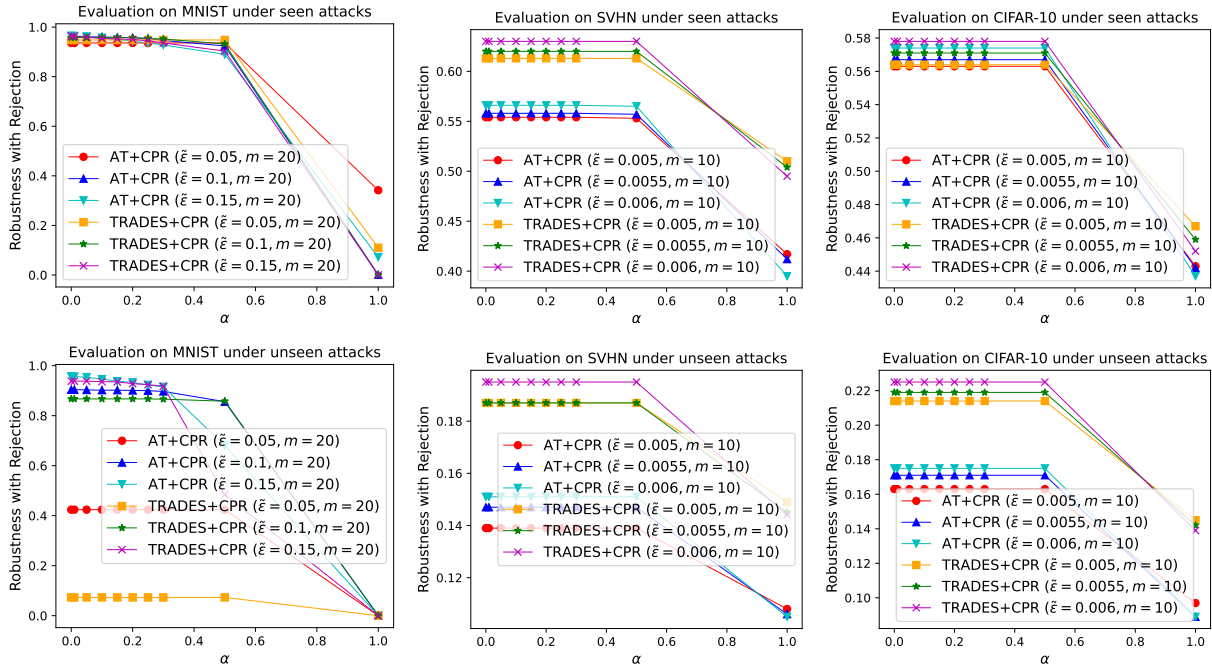 Evaluation on MNIST under seen attacks
Robustness with Rejection
1.0
0.8
0.6
0.4
0.2
0.0
AT+CPR (ε̃ = 0.05, m = 20)
AT+CPR (ε̃ = 0.1, m = 20)
AT+CPR (ε̃ = 0.15, m = 20)
TRADES+CPR (ε̃ = 0.05, m = 20)
TRADES+CPR (ε̃ = 0.1, m = 20)
TRADES+CPR (ε̃ = 0.15, m = 20)
0.0 0.2 0.4 0.6 0.8 1.0
α
Evaluation on SVHN under seen attacks
Robustness with Rejection
0.60
0.55
0.50
0.45
0.40
AT+CPR (ε̃ = 0.005, m = 10)
AT+CPR (ε̃ = 0.0055, m = 10)
AT+CPR (ε̃ = 0.006, m = 10)
TRADES+CPR (ε̃ = 0.005, m = 10)
TRADES+CPR (ε̃ = 0.0055, m = 10)
TRADES+CPR (ε̃ = 0.006, m = 10)
0.0 0.2 0.4 0.6 0.8 1.0
α
Evaluation on CIFAR-10 under seen attacks
Robustness with Rejection
0.58
0.56
0.54
0.52
0.50
0.48
0.46
0.44
AT+CPR (ε̃ = 0.005, m = 10)
AT+CPR (ε̃ = 0.0055, m = 10)
AT+CPR (ε̃ = 0.006, m = 10)
TRADES+CPR (ε̃ = 0.005, m = 10)
TRADES+CPR (ε̃ = 0.0055, m = 10)
TRADES+CPR (ε̃ = 0.006, m = 10)
0.0 0.2 0.4 0.6 0.8 1.0
α
Evaluation on MNIST under unseen attacks
Robustness with Rejection
1.0
0.8
0.6
0.4
0.2
0.0
AT+CPR (ε̃ = 0.05, m = 20)
AT+CPR (ε̃ = 0.1, m = 20)
AT+CPR (ε̃ = 0.15, m = 20)
TRADES+CPR (ε̃ = 0.05, m = 20)
TRADES+CPR (ε̃ = 0.1, m = 20)
TRADES+CPR (ε̃ = 0.15, m = 20)
0.0 0.2 0.4 0.6 0.8 1.0
α
Evaluation on SVHN under unseen attacks
Robustness with Rejection
0.18
0.16
0.14
0.12
AT+CPR (ε̃ = 0.005, m = 10)
AT+CPR (ε̃ = 0.0055, m = 10)
AT+CPR (ε̃ = 0.006, m = 10)
TRADES+CPR (ε̃ = 0.005, m = 10)
TRADES+CPR (ε̃ = 0.0055, m = 10)
TRADES+CPR (ε̃ = 0.006, m = 10)
0.0 0.2 0.4 0.6 0.8 1.0
α
Evaluation on CIFAR-10 under unseen attacks
Robustness with Rejection
0.22
0.20
0.18
0.16
0.14
0.12
0.10
AT+CPR (ε̃ = 0.005, m = 10)
AT+CPR (ε̃ = 0.0055, m = 10)
AT+CPR (ε̃ = 0.006, m = 10)
TRADES+CPR (ε̃ = 0.005, m = 10)
TRADES+CPR (ε̃ = 0.0055, m = 10)
TRADES+CPR (ε̃ = 0.006, m = 10)
0.0 0.2 0.4 0.6 0.8 1.0
α